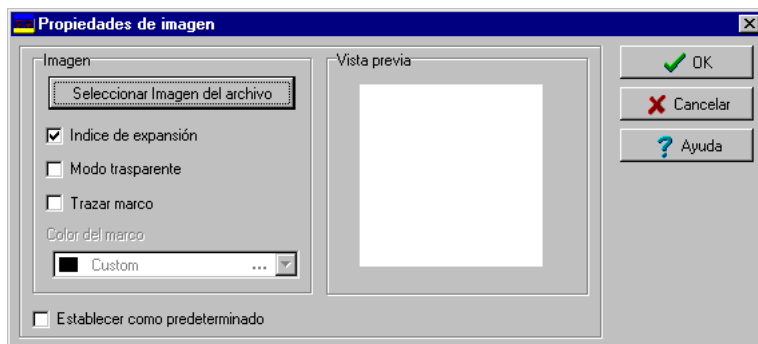 Propiedades de imagen
Imagen
Seleccionar Imagen del archivo
Indice de expansión
Modo trasparente
Trazar marco
Color del marco
Custom ...
Establecer como predeterminado
Vista previa
OK
Cancelar
Ayuda